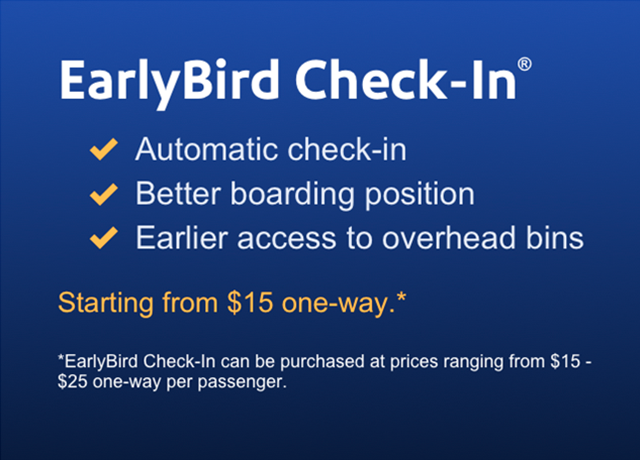 EarlyBird Check-In®
✓ Automatic check-in
✓ Better boarding position
✓ Earlier access to overhead bins
Starting from $15 one-way.*
*EarlyBird Check-In can be purchased at prices ranging from $15 -
$25 one-way per passenger.